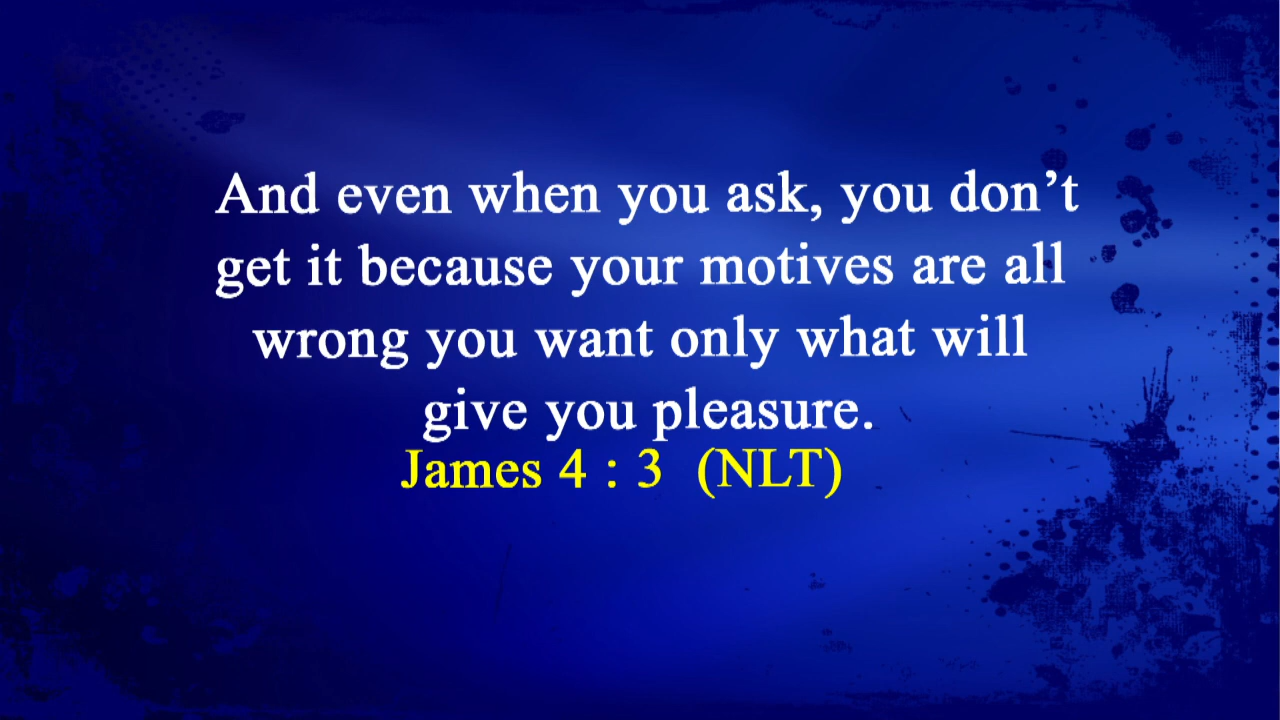 And even when you ask, you don’t
get it because your motives are all
wrong you want only what will
give you pleasure.
James 4 : 3  (NLT)